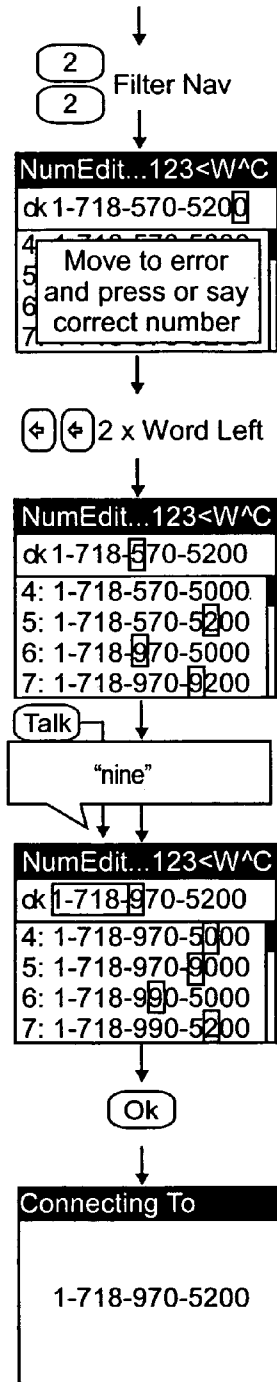 2
2
Filter Nav
NumEdit...123<W^C
ok 1-718-570-5200
4
5
6
7
Move to error
and press or say
correct number
2 x Word Left
NumEdit...123<W^C
ok 1-718-570-5200
4: 1-718-570-5000
5: 1-718-570-5200
6: 1-718-970-5000
7: 1-718-970-9200
Talk
“nine”
NumEdit...123<W^C
ok 1-718-970-5200
4: 1-718-970-5000
5: 1-718-970-9000
6: 1-718-990-5000
7: 1-718-990-5200
Ok
Connecting To
1-718-970-5200